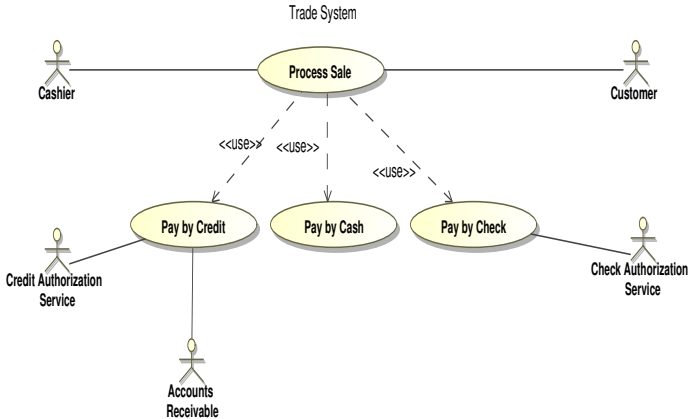 Trade System
Process Sale
Cashier
Customer
<<use>>
<<use>>
<<use>>
Pay by Credit
Pay by Cash
Pay by Check
Credit Authorization
Service
Check Authorization
Service
Accounts
Receivable